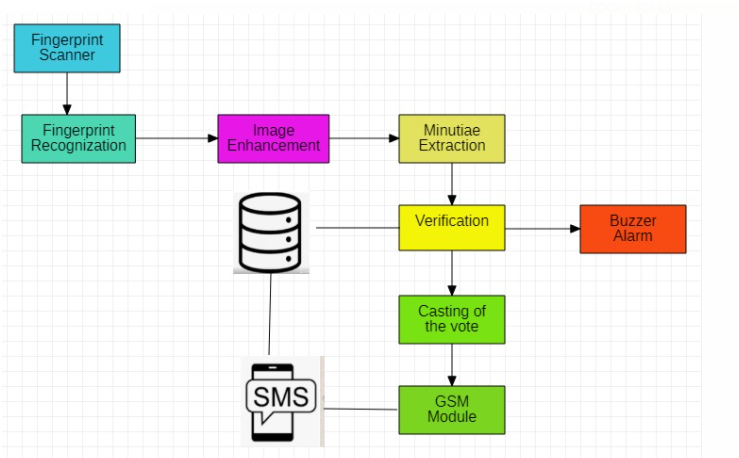 Fingerprint
Scanner
Fingerprint
Recognization
Image
Enhancement
Minutiae
Extraction
Verification
Buzzer
Alarm
Casting of
the vote
SMS
GSM
Module